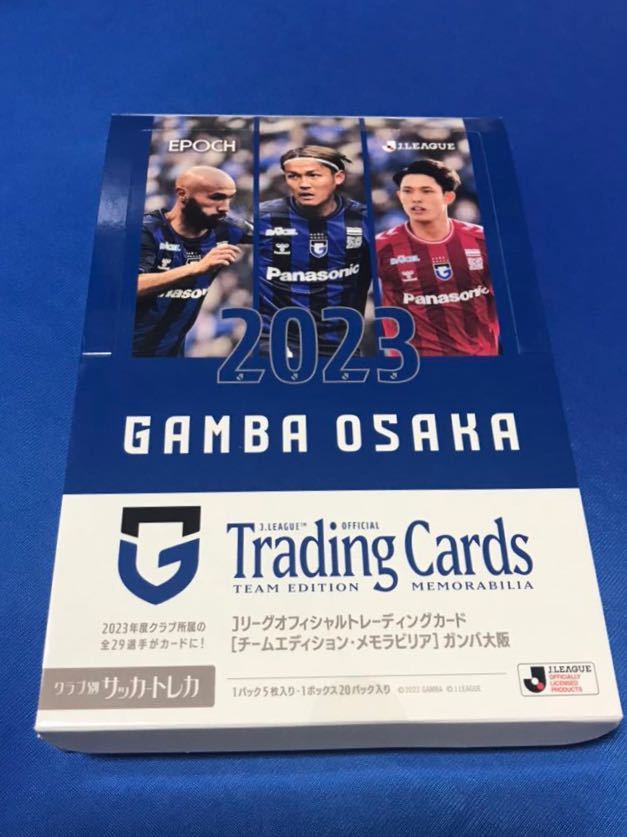 EPOCH
J.LEAGUE
Panasonic
Panasonic
Panasonic
2023
GAMBA OSAKA
J.LEAGUE™ OFFICIAL
Trading Cards
TEAM EDITION MEMORABILIA
2023年度クラブ所属の
全29選手がカードに!
Jリーグオフィシャルトレーディングカード
[チームエディション・メモラビリア] ガンバ大阪
クラブ別 サッカートレカ
1パック5枚入り・1ボックス20パック入り ©2022 GAMBA ©J.LEAGUE
J.LEAGUE
OFFICIALLY
LICENSED
PRODUCTS